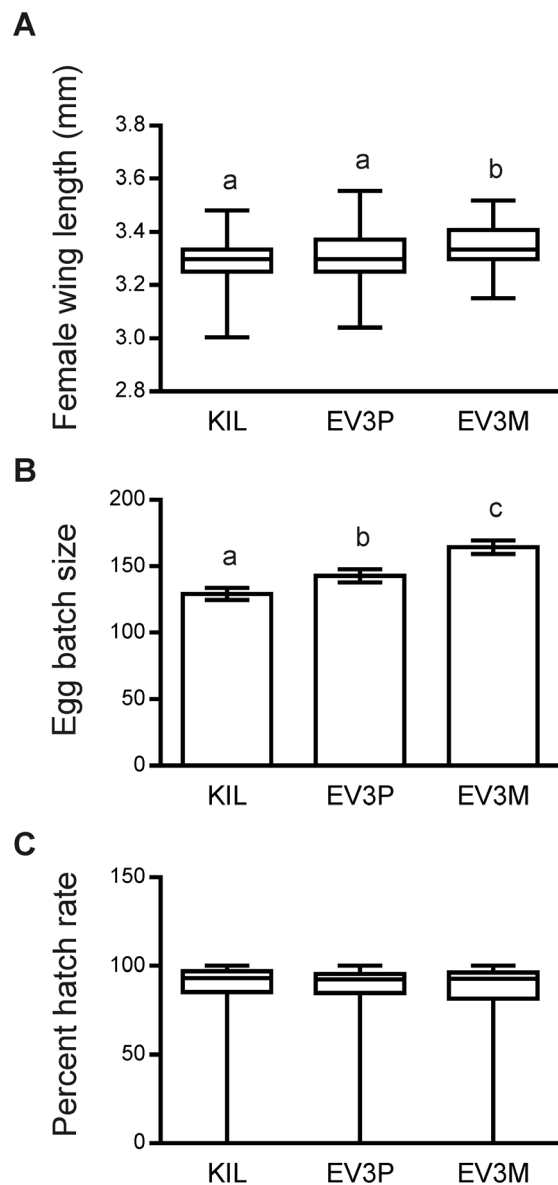 A
Female wing length (mm)
3.8
3.6
3.4
3.2
3.0
2.8
a
a
b
KIL
EV3P
EV3M
B
Egg batch size
200
150
100
50
0
a
b
c
KIL
EV3P
EV3M
C
Percent hatch rate
150
100
50
0
KIL
EV3P
EV3M